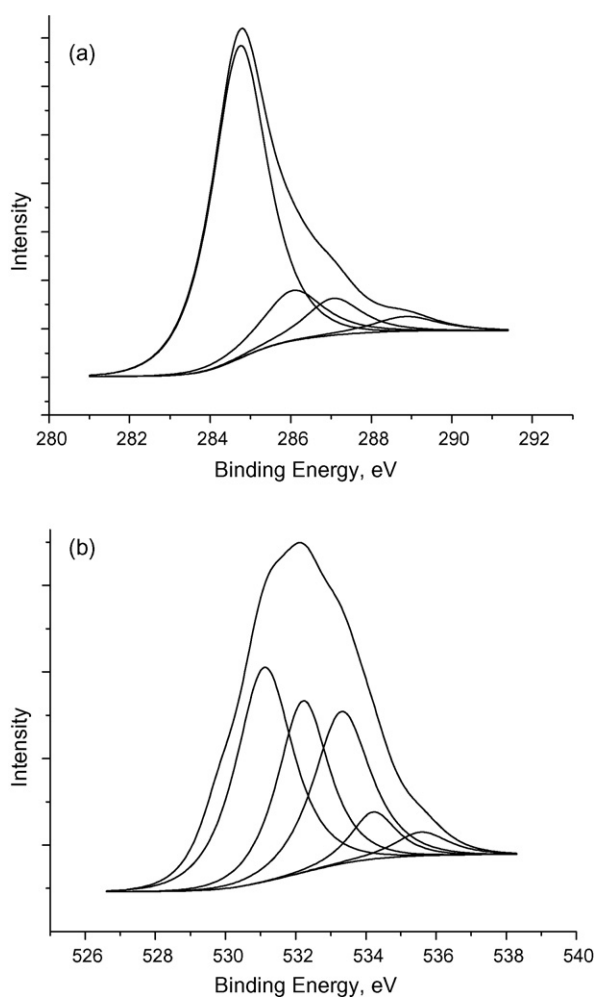 (a)
Intensity
280 282 284 286 288 290 292
Binding Energy, eV
(b)
Intensity
526 528 530 532 534 536 538 540
Binding Energy, eV